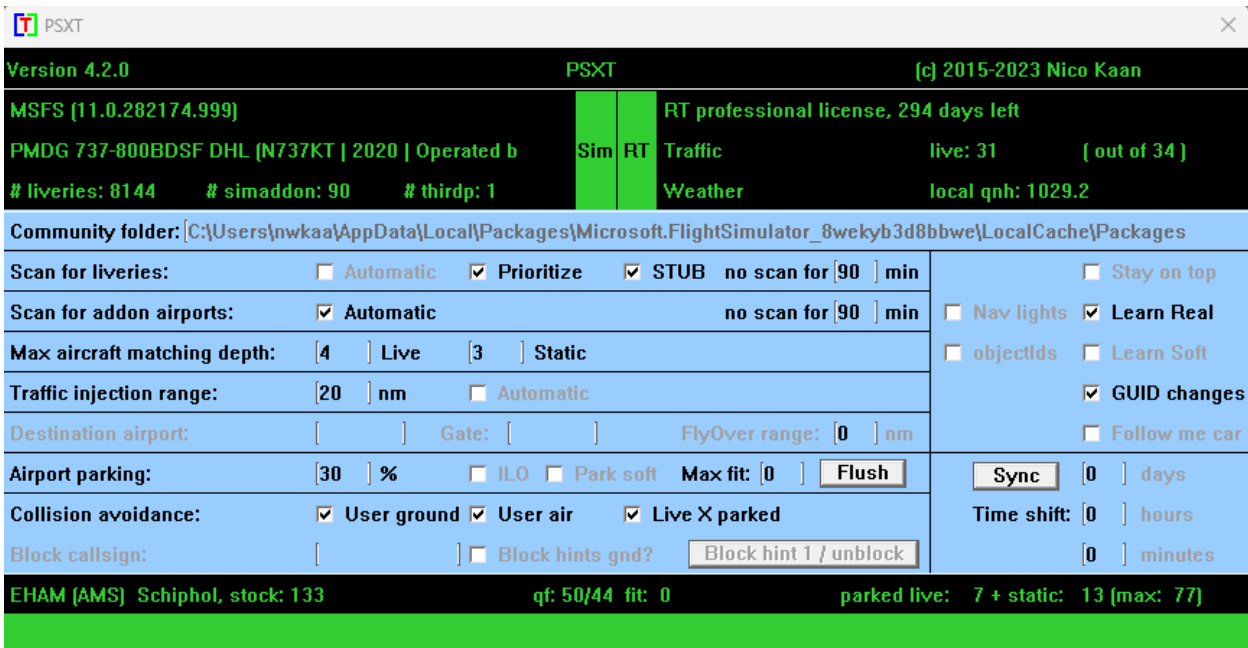 PSXT
Version 4.2.0 PSXT (c) 2015-2023 Nico Kaan
MSFS (11.0.282174.999) RT professional license, 294 days left
PMDG 737-800BDSF DHL (N737KT | 2020 | Operated b Sim RT Traffic live: 31 ( out of 34 )
# liveries: 8144 # simaddon: 90 # thirdp: 1 Weather local qnh: 1029.2
Community folder: [C:\Users\nwkaa\AppData\Local\Packages\Microsoft.FlightSimulator_8wekyb3d8bbwe\LocalCache\Packages
Scan for liveries: Automatic Prioritize STUB no scan for [90 ] min Stay on top
Scan for addon airports: Automatic no scan for [90 ] min Nav lights Learn Real
Max aircraft matching depth: [4 ] Live [3 ] Static objectIds Learn Soft
Traffic injection range: [20 ] nm Automatic GUID changes
Destination airport: [ ] Gate: [ ] FlyOver range: [0 ] nm Follow me car
Airport parking: [30 ] % ILO Park soft Max fit: [0 ] Flush Sync [0 ] days
Collision avoidance: User ground User air Live X parked Time shift: [0 ] hours
Block callsign: [ ] Block hints gnd? Block hint 1 / unblock [0 ] minutes
EHAM (AMS) Schiphol, stock: 133 qf: 50/44 fit: 0 parked live: 7 + static: 13 (max: 77)